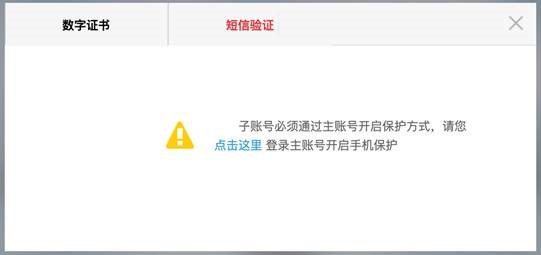 数字证书
短信验证
子账号必须通过主账号开启保护方式，请您
点击这里 登录主账号开启手机保护